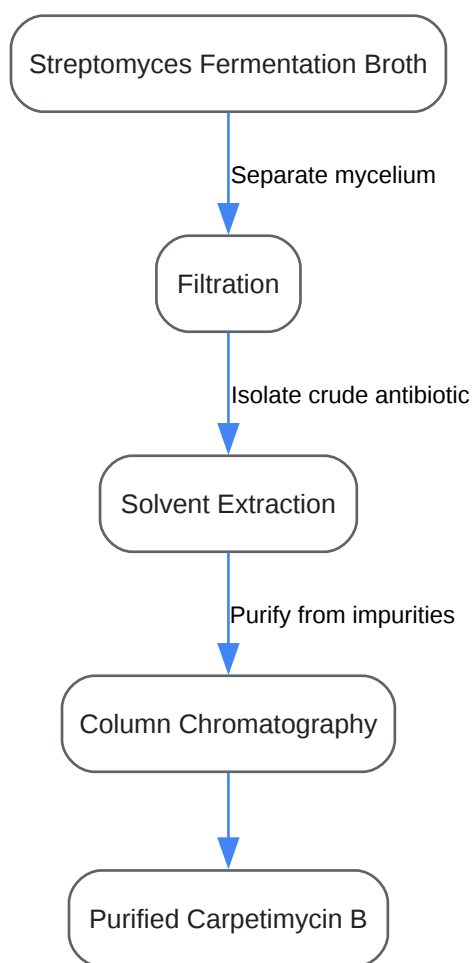 Streptomyces Fermentation Broth
Separate mycelium
Filtration
Isolate crude antibiotic
Solvent Extraction
Purify from impurities
Column Chromatography
Purified Carpetimycin B